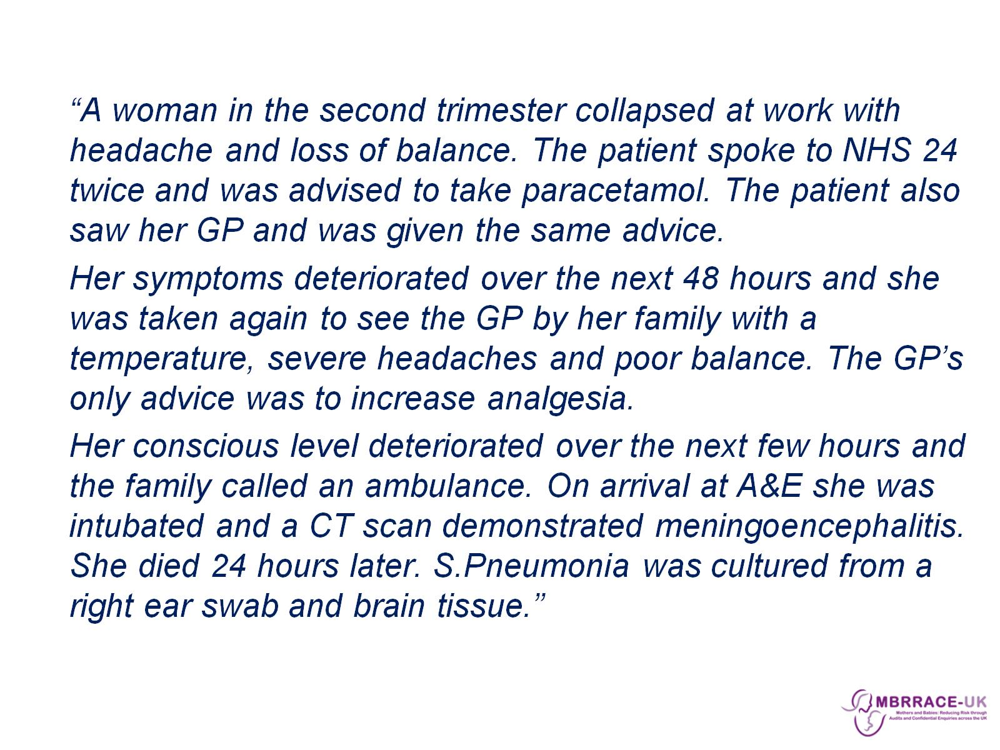 “A woman in the second trimester collapsed at work with
headache and loss of balance. The patient spoke to NHS 24
twice and was advised to take paracetamol. The patient also
saw her GP and was given the same advice.
Her symptoms deteriorated over the next 48 hours and she
was taken again to see the GP by her family with a
temperature, severe headaches and poor balance. The GP’s
only advice was to increase analgesia.
Her conscious level deteriorated over the next few hours and
the family called an ambulance. On arrival at A&E she was
intubated and a CT scan demonstrated meningoencephalitis.
She died 24 hours later. S.Pneumonia was cultured from a
right ear swab and brain tissue.”
MBRRACE-UK
Mothers and Babies: Reducing Risk through
Audits and Confidential Enquiries across the UK